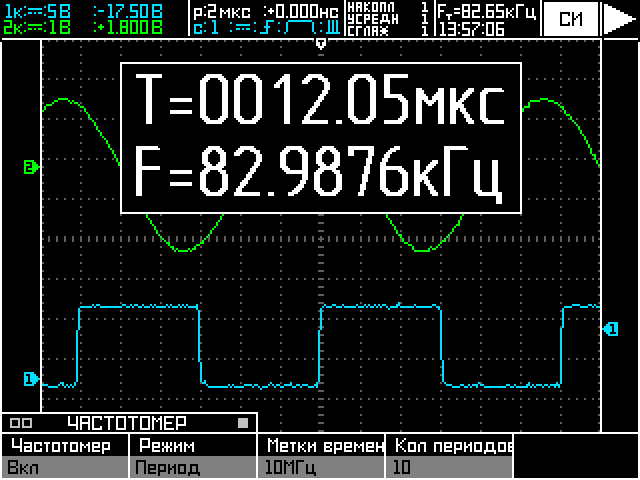 1к:⎓:5В :-17.50В
2к:⎓:1В :+1.800В
р:2мкс :+0.000нс
с:1 :⎓:
НАКОПЛ 1
УСРЕДН 1
СГЛАЖ 1
Fт=82.65кГц
13:57:06
СИ
T=0012.05мкс
F=82.9876кГц
2
1
1
ЧАСТОТОМЕР
Частотомер Режим Метки времен Кол периодов
Вкл Период 10МГц 10